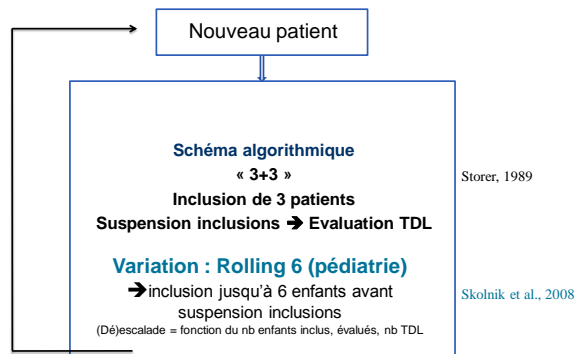 Nouveau patient
Schéma algorithmique
« 3+3 »
Inclusion de 3 patients
Suspension inclusions ➔ Evaluation TDL
Storer, 1989
Variation : Rolling 6 (pédiatrie)
➔inclusion jusqu'à 6 enfants avant
suspension inclusions
Skolnik et al., 2008
(Dé)escalade = fonction du nb enfants inclus, évalués, nb TDL